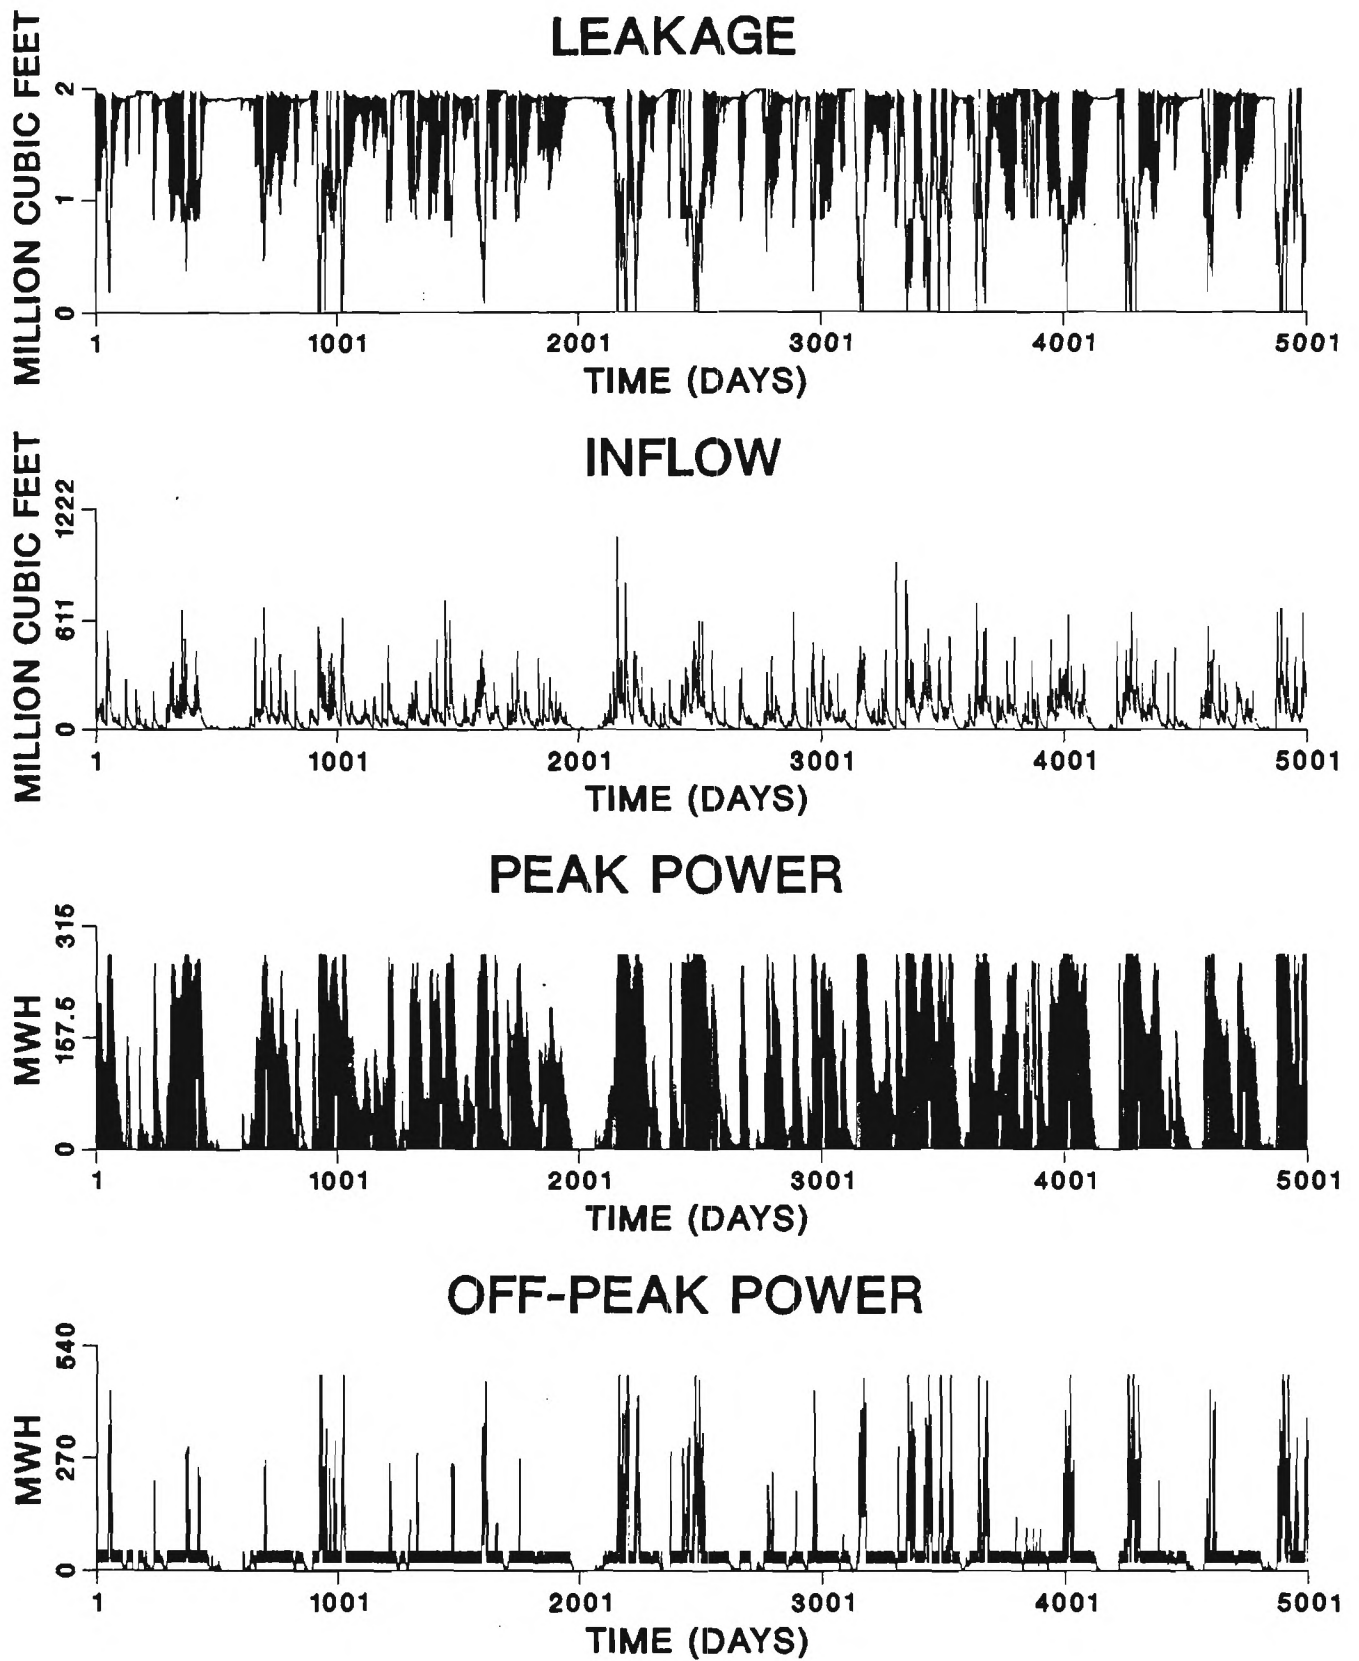 LEAKAGE
MILLION CUBIC FEET
2
1
0
1 1001 2001 3001 4001 5001
TIME (DAYS)
INFLOW
MILLION CUBIC FEET
1222
611
0
1 1001 2001 3001 4001 5001
TIME (DAYS)
PEAK POWER
MWH
315
157.5
0
1 1001 2001 3001 4001 5001
TIME (DAYS)
OFF-PEAK POWER
MWH
540
270
0
1 1001 2001 3001 4001 5001
TIME (DAYS)